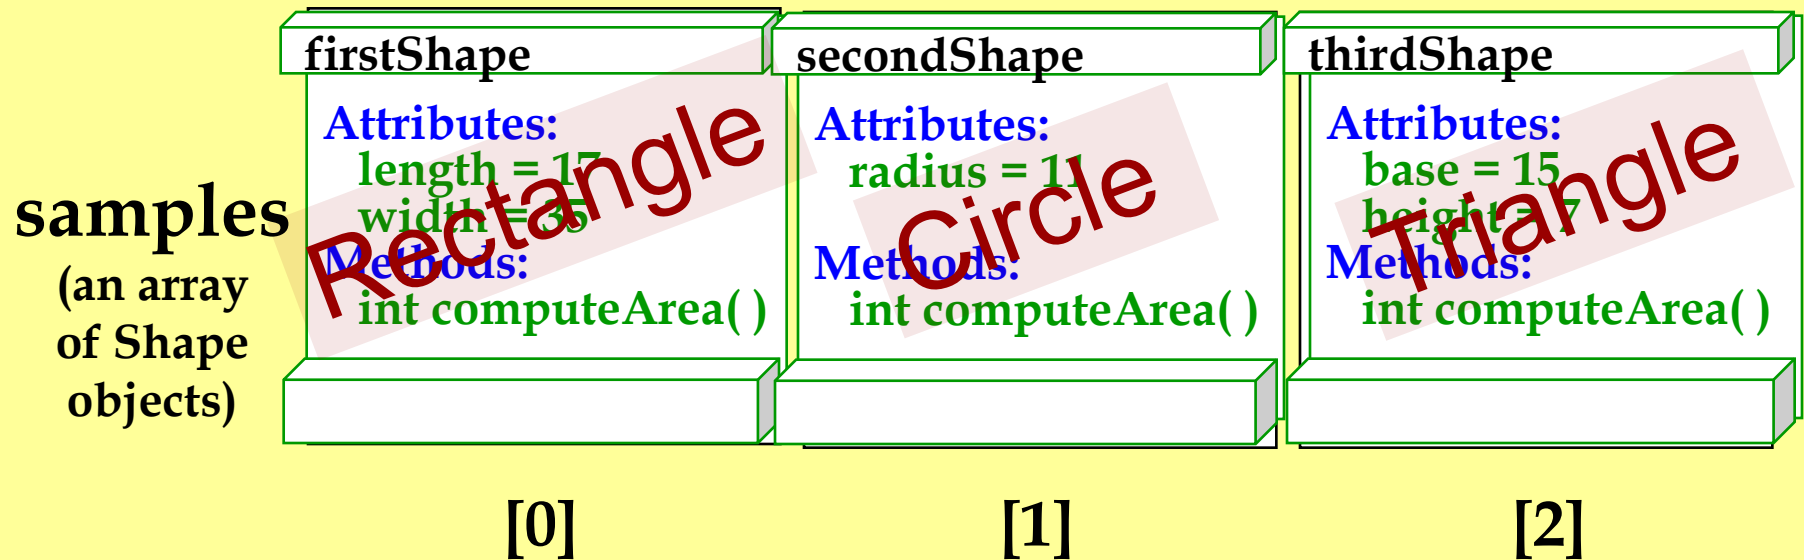 samples
(an array
of Shape
objects)
firstShape
Attributes:
length = 17
width = 35
Methods:
int computeArea( )
Rectangle
[0]
secondShape
Attributes:
radius = 11
Methods:
int computeArea( )
Circle
[1]
thirdShape
Attributes:
base = 15
height = 7
Methods:
int computeArea( )
Triangle
[2]